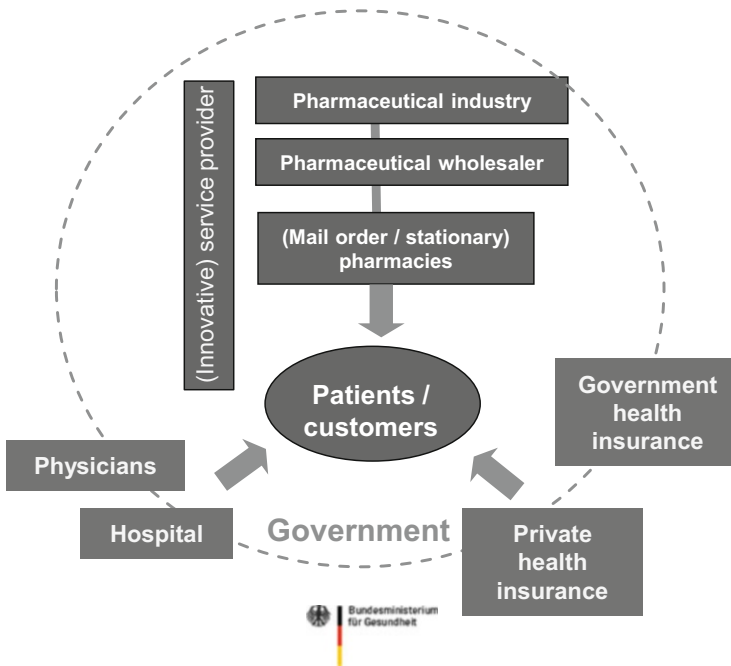 Pharmaceutical industry
Pharmaceutical wholesaler
(Mail order / stationary)
pharmacies
(Innovative) service provider
Patients /
customers
Government
health
insurance
Physicians
Hospital
Government
Private
health
insurance
Bundesministerium
für Gesundheit